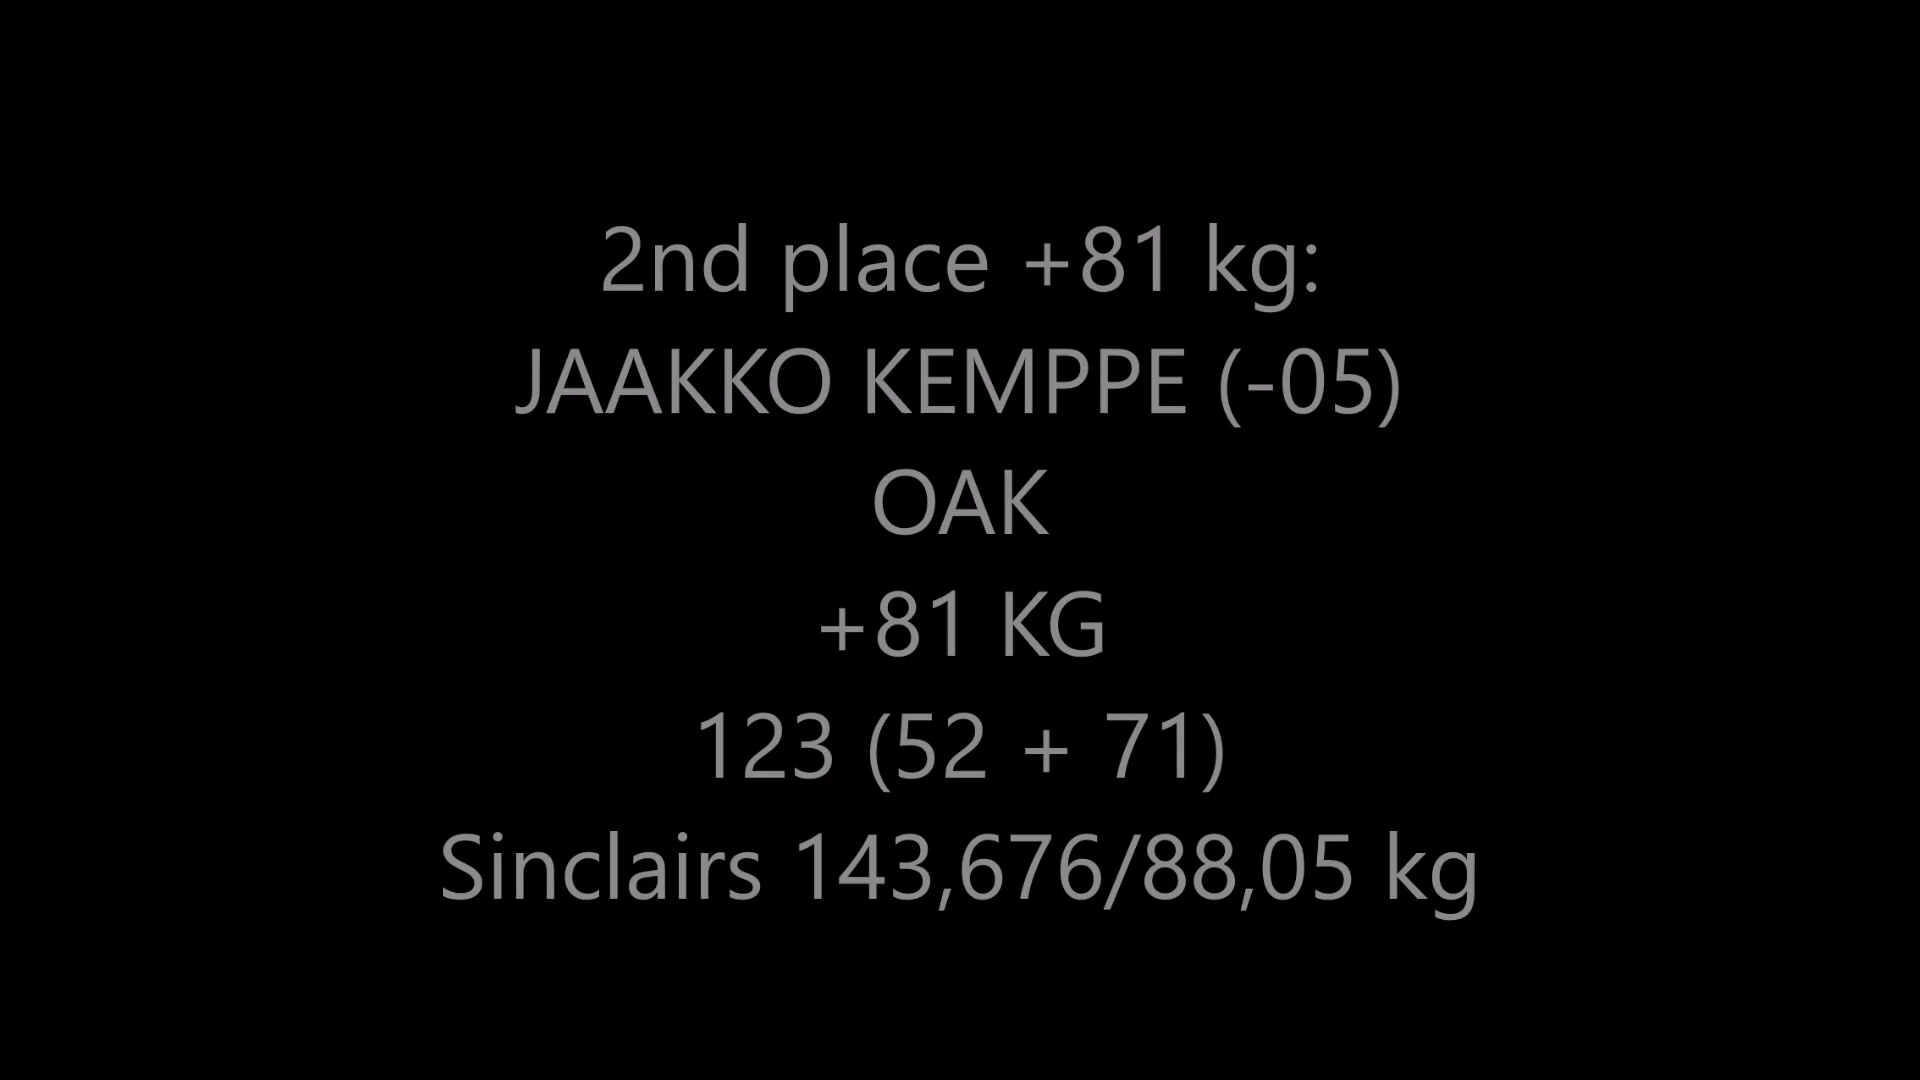 2nd place +81 kg:
JAAKKO KEMPPE (-05)
OAK
+81 KG
123 (52 + 71)
Sinclairs 143,676/88,05 kg